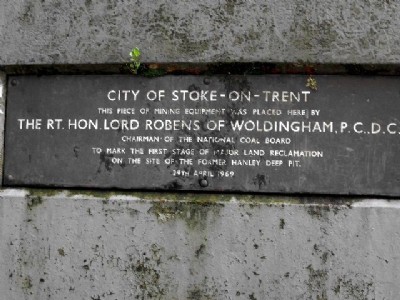 CITY OF STOKE-ON-TRENT
THIS PIECE OF MINING EQUIPMENT WAS PLACED HERE BY
THE RT. HON. LORD ROBENS OF WOLDINGHAM, P.C.,D.C.
CHAIRMAN OF THE NATIONAL COAL BOARD
TO MARK THE FIRST STAGE OF MAJOR LAND RECLAMATION
ON THE SITE OF THE FORMER HANLEY DEEP PIT.
29TH APRIL 1969